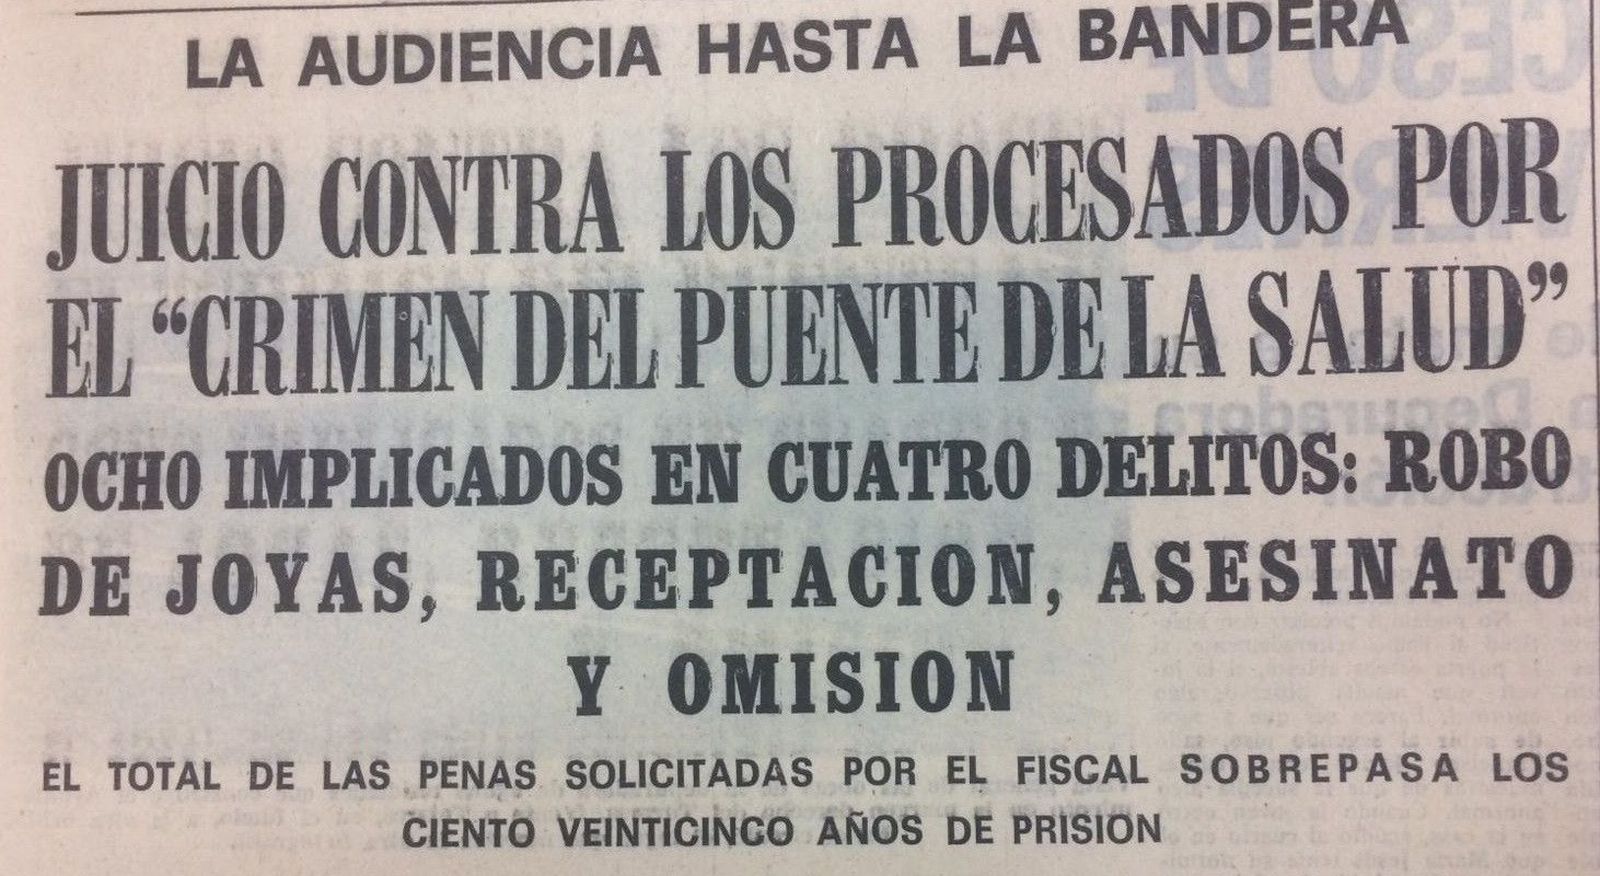 LA AUDIENCIA HASTA LA BANDERA
JUICIO CONTRA LOS PROCESADOS POR
EL “CRIMEN DEL PUENTE DE LA SALUD”
OCHO IMPLICADOS EN CUATRO DELITOS: ROBO
DE JOYAS, RECEPTACION, ASESINATO
Y OMISION
EL TOTAL DE LAS PENAS SOLICITADAS POR EL FISCAL SOBREPASA LOS
CIENTO VEINTICINCO AÑOS DE PRISION